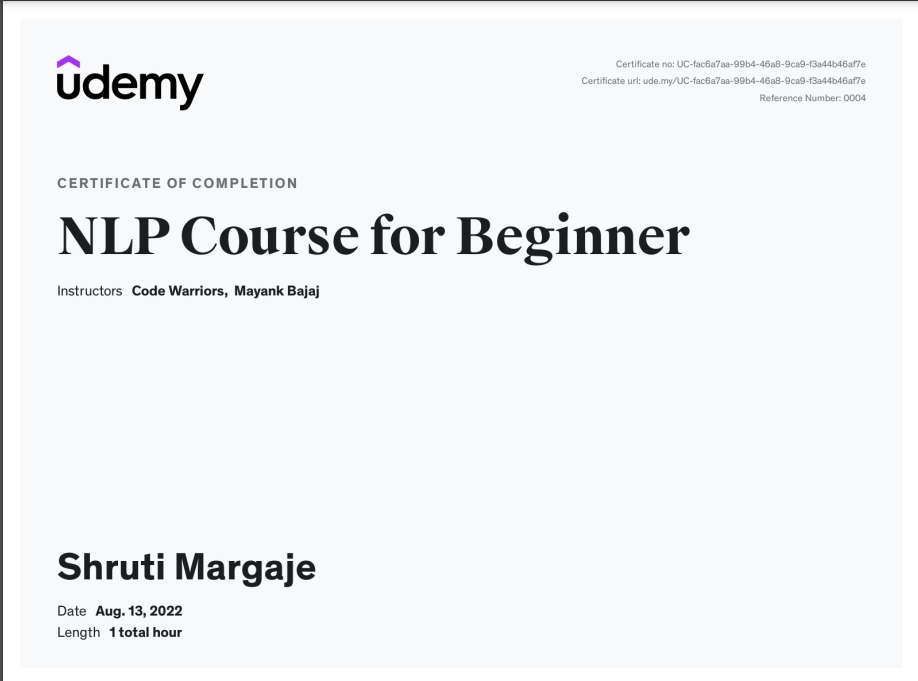 udemy
Certificate no: UC-fac6a7aa-99b4-46a8-9ca9-f3a44b46af7e
Certificate url: ude.my/UC-fac6a7aa-99b4-46a8-9ca9-f3a44b46af7e
Reference Number: 0004
CERTIFICATE OF COMPLETION
NLP Course for Beginner
Instructors Code Warriors, Mayank Bajaj
Shruti Margaje
Date Aug. 13, 2022
Length 1 total hour